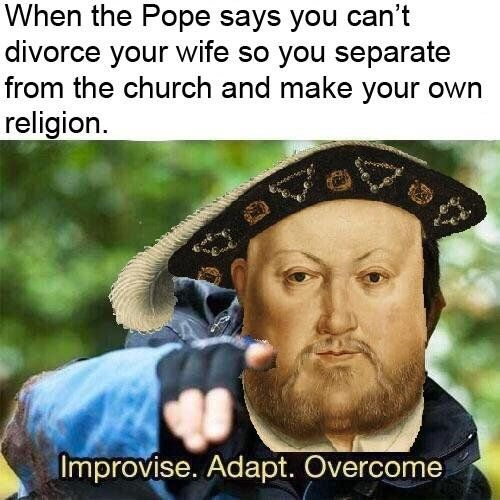 When the Pope says you can’t
divorce your wife so you separate
from the church and make your own
religion.
Improvise. Adapt. Overcome